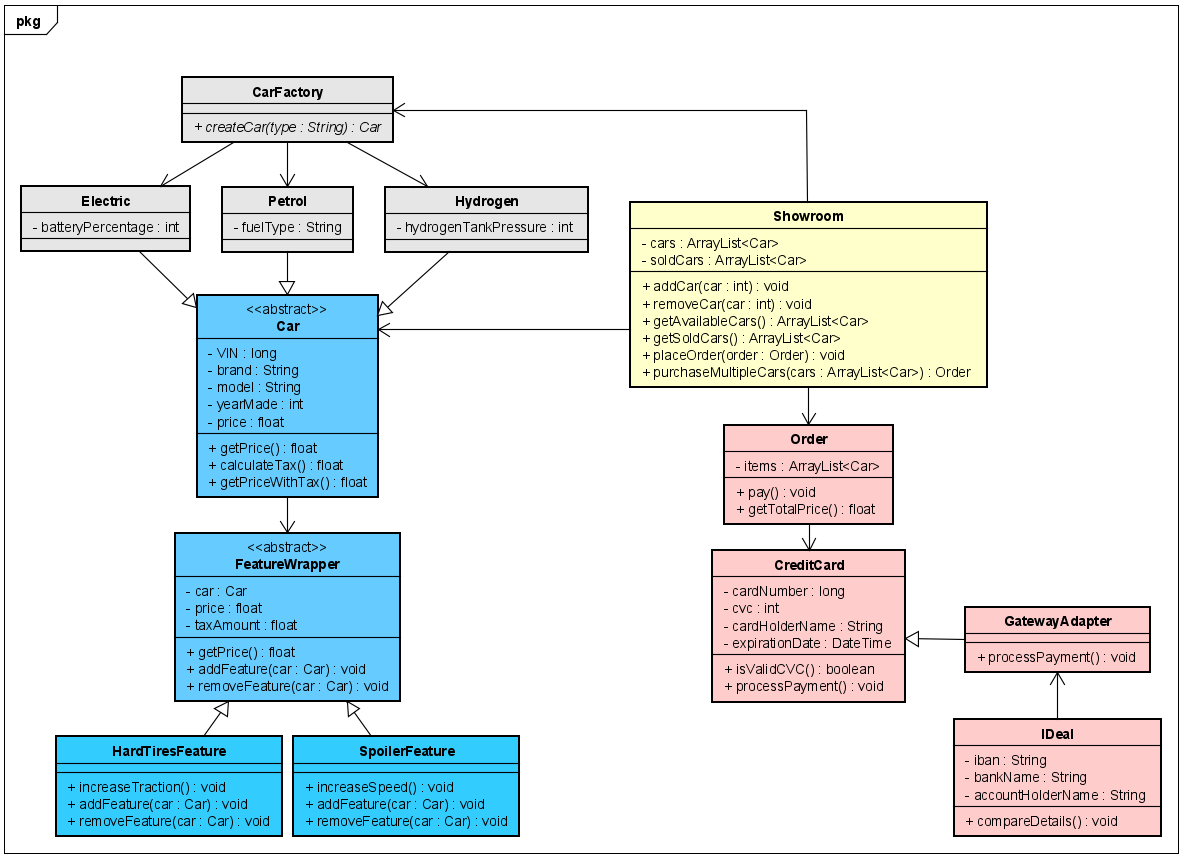 pkg
CarFactory
+ createCar(type : String) : Car
Electric
- batteryPercentage : int
Petrol
- fuelType : String
Hydrogen
- hydrogenTankPressure : int
Showroom
- cars : ArrayList<Car>
- soldCars : ArrayList<Car>
+ addCar(car : int) : void
+ removeCar(car : int) : void
+ getAvailableCars() : ArrayList<Car>
+ getSoldCars() : ArrayList<Car>
+ placeOrder(order : Order) : void
+ purchaseMultipleCars(cars : ArrayList<Car>) : Order
<<abstract>>
Car
- VIN : long
- brand : String
- model : String
- yearMade : int
- price : float
+ getPrice() : float
+ calculateTax() : float
+ getPriceWithTax() : float
Order
- items : ArrayList<Car>
+ pay() : void
+ getTotalPrice() : float
<<abstract>>
FeatureWrapper
- car : Car
- price : float
- taxAmount : float
+ getPrice() : float
+ addFeature(car : Car) : void
+ removeFeature(car : Car) : void
CreditCard
- cardNumber : long
- cvc : int
- cardHolderName : String
- expirationDate : DateTime
+ isValidCVC() : boolean
+ processPayment() : void
GatewayAdapter
+ processPayment() : void
HardTiresFeature
+ increaseTraction() : void
+ addFeature(car : Car) : void
+ removeFeature(car : Car) : void
SpoilerFeature
+ increaseSpeed() : void
+ addFeature(car : Car) : void
+ removeFeature(car : Car) : void
IDeal
- iban : String
- bankName : String
- accountHolderName : String
+ compareDetails() : void